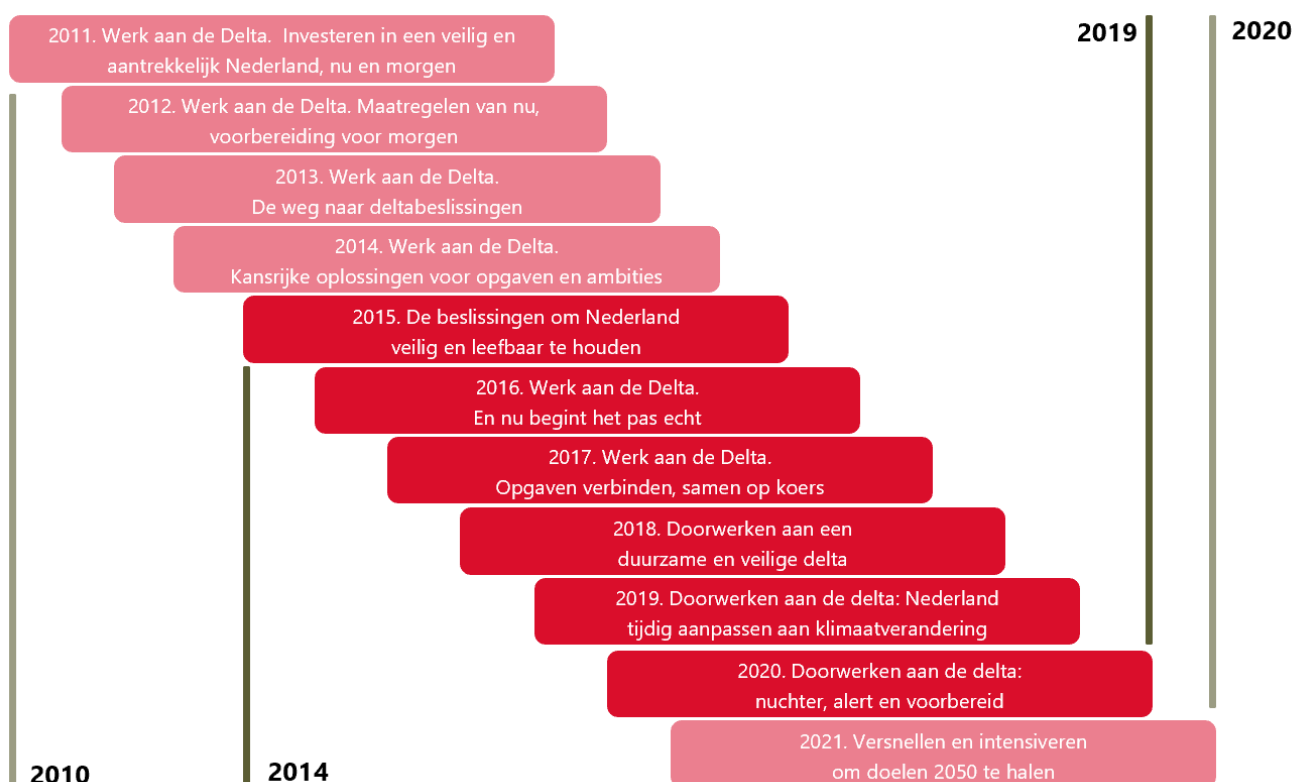 2011. Werk aan de Delta. Investeren in een veilig en
aantrekkelijk Nederland, nu en morgen
2019
2020
2012. Werk aan de Delta. Maatregelen van nu,
voorbereiding voor morgen
2013. Werk aan de Delta.
De weg naar deltabeslissingen
2014. Werk aan de Delta.
Kansrijke oplossingen voor opgaven en ambities
2015. De beslissingen om Nederland
veilig en leefbaar te houden
2016. Werk aan de Delta.
En nu begint het pas echt
2017. Werk aan de Delta.
Opgaven verbinden, samen op koers
2018. Doorwerken aan een
duurzame en veilige delta
2019. Doorwerken aan de delta: Nederland
tijdig aanpassen aan klimaatverandering
2020. Doorwerken aan de delta:
nuchter, alert en voorbereid
2021. Versnellen en intensiveren
om doelen 2050 te halen
2010
2014